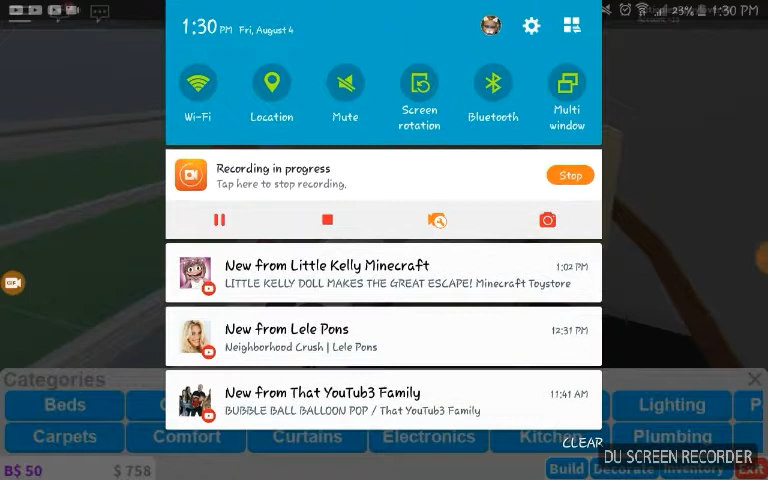 1:30 PM Fri, August 4
23% 1:30 PM
Wi-Fi
Location
Mute
Screen rotation
Bluetooth
Multi window
Recording in progress
Tap here to stop recording.
Stop
New from Little Kelly Minecraft 1:02 PM
LITTLE KELLY DOLL MAKES THE GREAT ESCAPE! Minecraft Toystore
New from Lele Pons 12:31 PM
Neighborhood Crush | Lele Pons
New from That YouTub3 Family 11:41 AM
BUBBLE BALL BALLOON POP / That YouTub3 Family
GIF
Categories
Beds Lighting P
Carpets Comfort Curtains Electronics Kitchen Plumbing
CLEAR
DU SCREEN RECORDER
B$ 50 $ 758 Build Decorate Inventory Exit